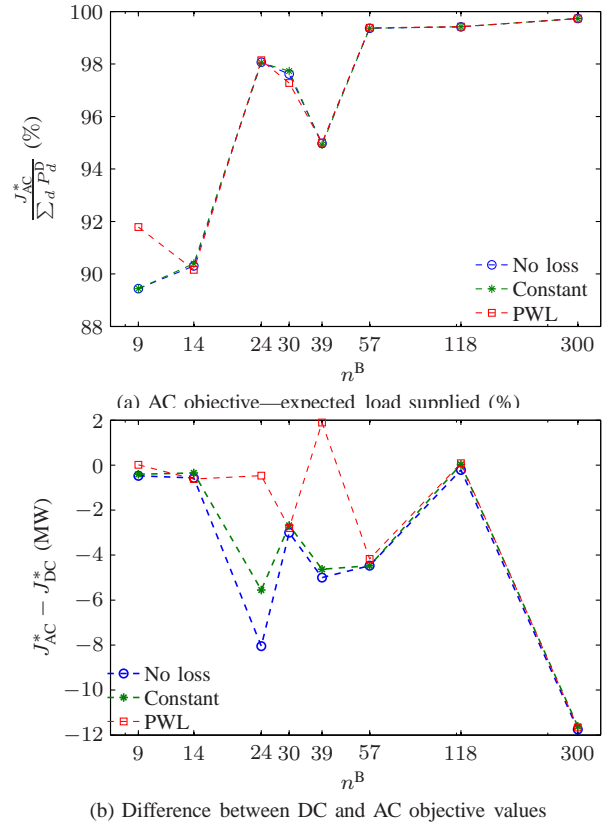 100
98
96
94
92
90
88
J*AC / ∑d PDd (%)
No loss
Constant
PWL
9 14 24 30 39 57 118 300
nB
(a) AC objective—expected load supplied (%)
2
0
−2
−4
−6
−8
−10
−12
J*AC − J*DC (MW)
No loss
Constant
PWL
9 14 24 30 39 57 118 300
nB
(b) Difference between DC and AC objective values